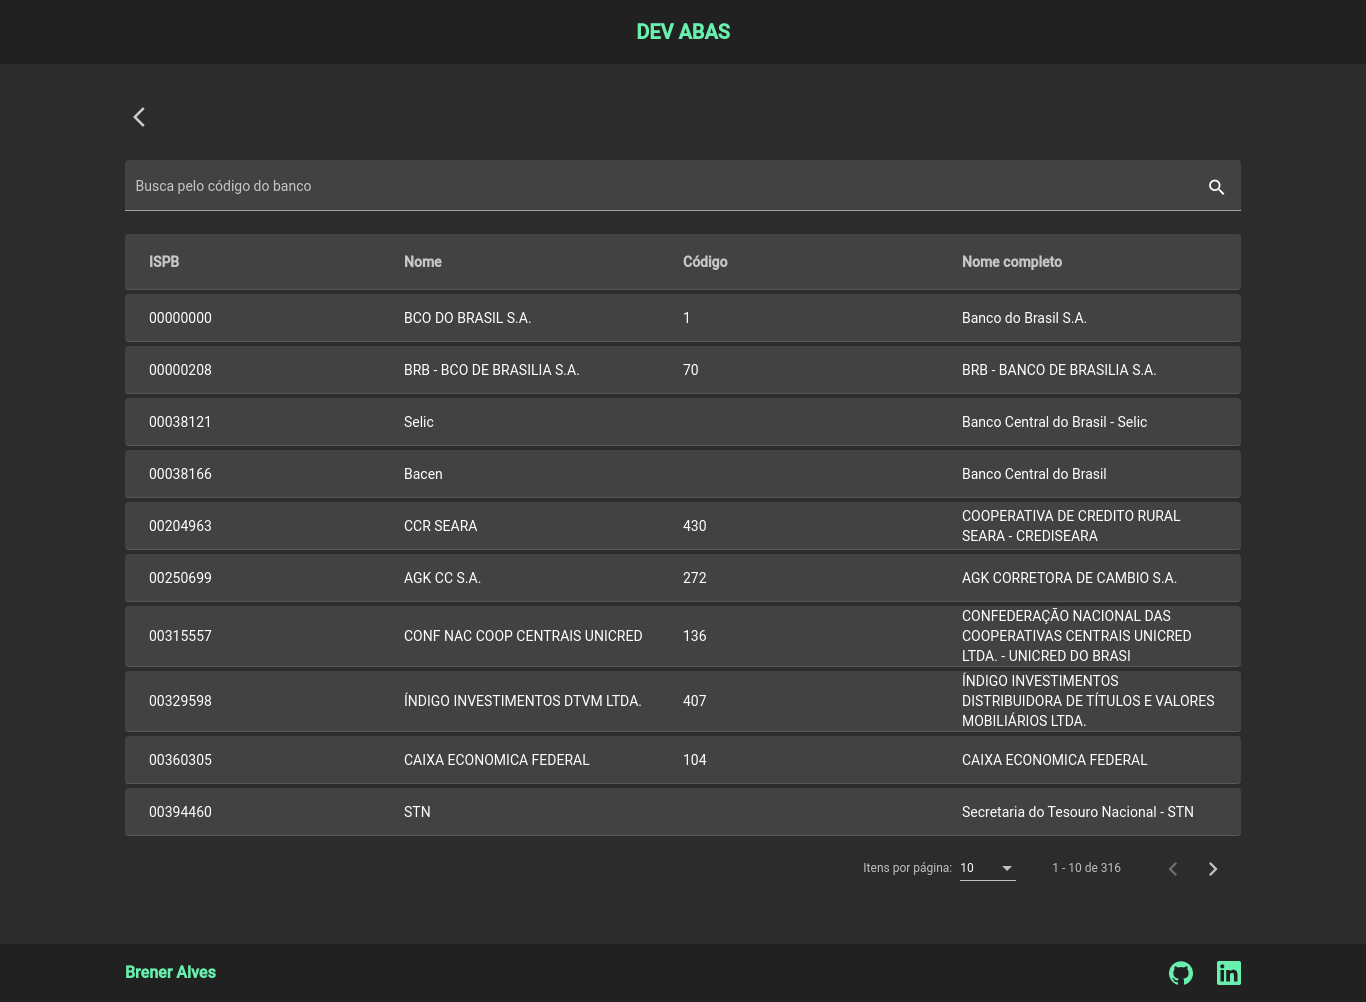 DEV ABAS
Busca pelo código do banco
ISPB Nome Código Nome completo
00000000 BCO DO BRASIL S.A. 1 Banco do Brasil S.A.
00000208 BRB - BCO DE BRASILIA S.A. 70 BRB - BANCO DE BRASILIA S.A.
00038121 Selic Banco Central do Brasil - Selic
00038166 Bacen Banco Central do Brasil
00204963 CCR SEARA 430 COOPERATIVA DE CREDITO RURAL
SEARA - CREDISEARA
00250699 AGK CC S.A. 272 AGK CORRETORA DE CAMBIO S.A.
00315557 CONF NAC COOP CENTRAIS UNICRED 136 CONFEDERAÇÃO NACIONAL DAS
COOPERATIVAS CENTRAIS UNICRED
LTDA. - UNICRED DO BRASI
00329598 ÍNDIGO INVESTIMENTOS DTVM LTDA. 407 ÍNDIGO INVESTIMENTOS
DISTRIBUIDORA DE TÍTULOS E VALORES
MOBILIÁRIOS LTDA.
00360305 CAIXA ECONOMICA FEDERAL 104 CAIXA ECONOMICA FEDERAL
00394460 STN Secretaria do Tesouro Nacional - STN
Itens por página: 10 1 - 10 de 316
Brener Alves